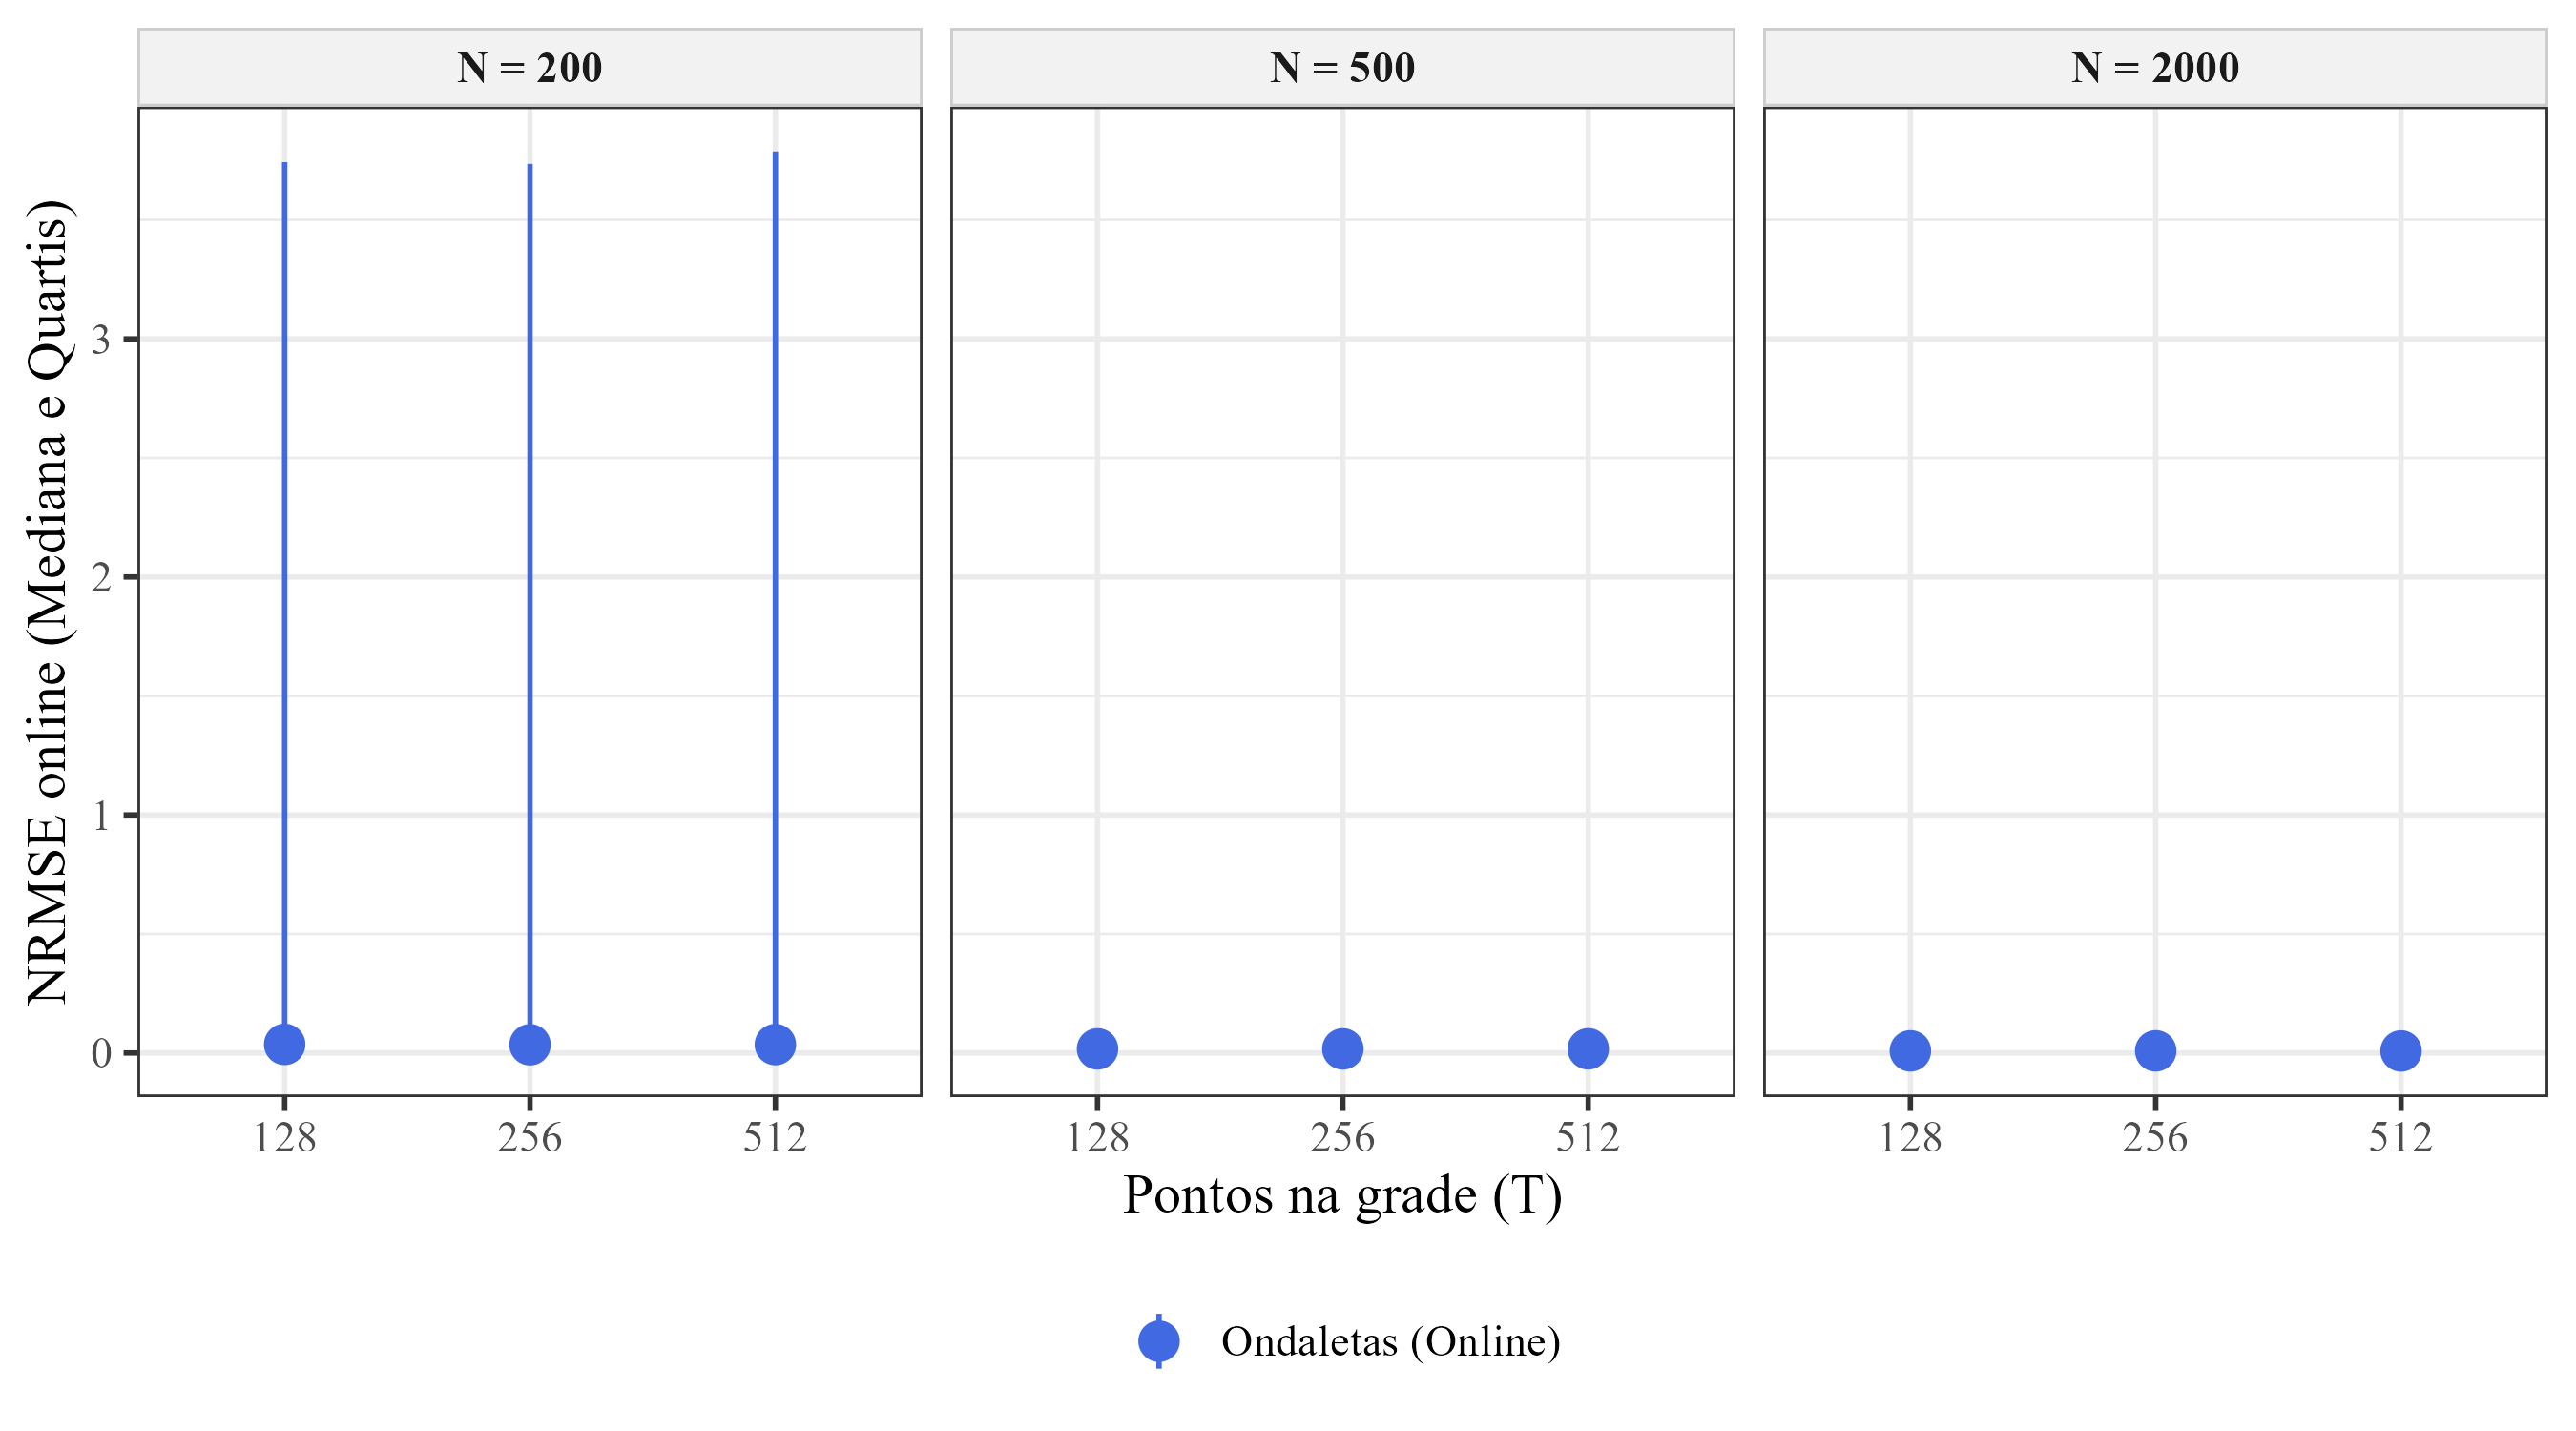 N = 200
N = 500
N = 2000
NRMSE online (Mediana e Quartis)
3
2
1
0
128
256
512
128
256
512
128
256
512
Pontos na grade (T)
Ondaletas (Online)